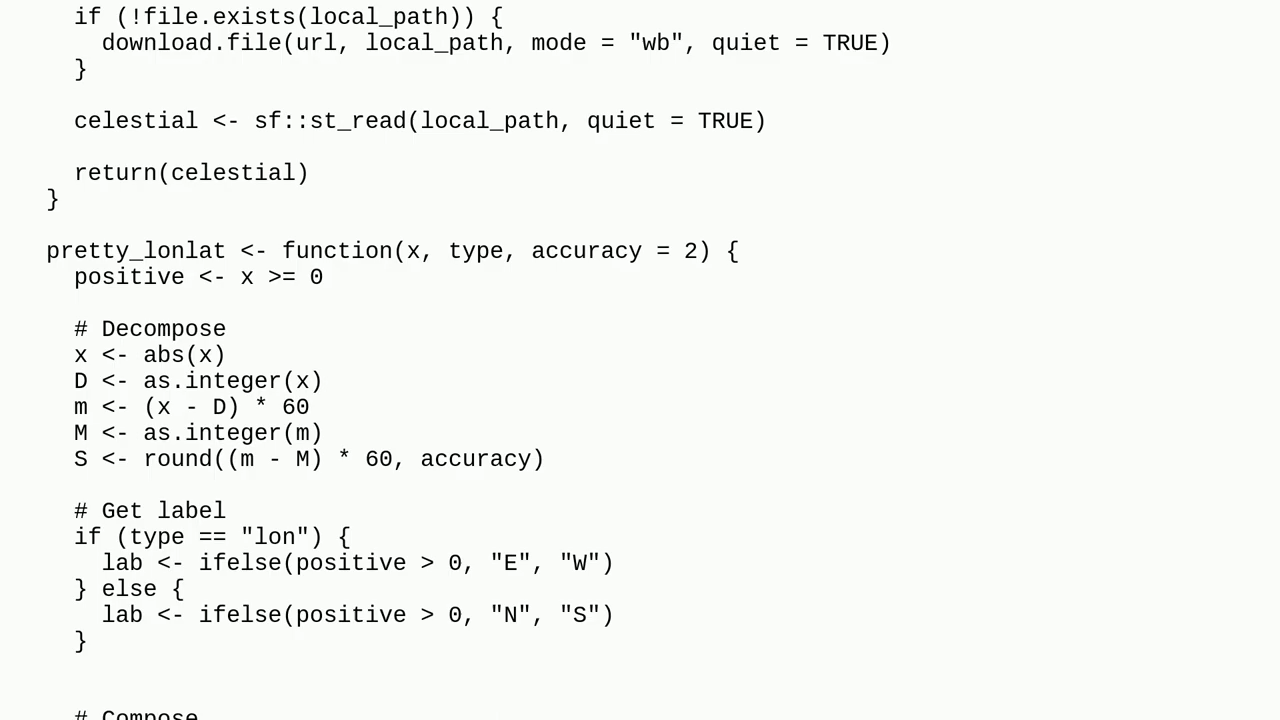 if (!file.exists(local_path)) {
download.file(url, local_path, mode = "wb", quiet = TRUE)
}
celestial <- sf::st_read(local_path, quiet = TRUE)
return(celestial)
}
pretty_lonlat <- function(x, type, accuracy = 2) {
positive <- x >= 0
# Decompose
x <- abs(x)
D <- as.integer(x)
m <- (x - D) * 60
M <- as.integer(m)
S <- round((m - M) * 60, accuracy)
# Get label
if (type == "lon") {
lab <- ifelse(positive > 0, "E", "W")
} else {
lab <- ifelse(positive > 0, "N", "S")
}
# Compose